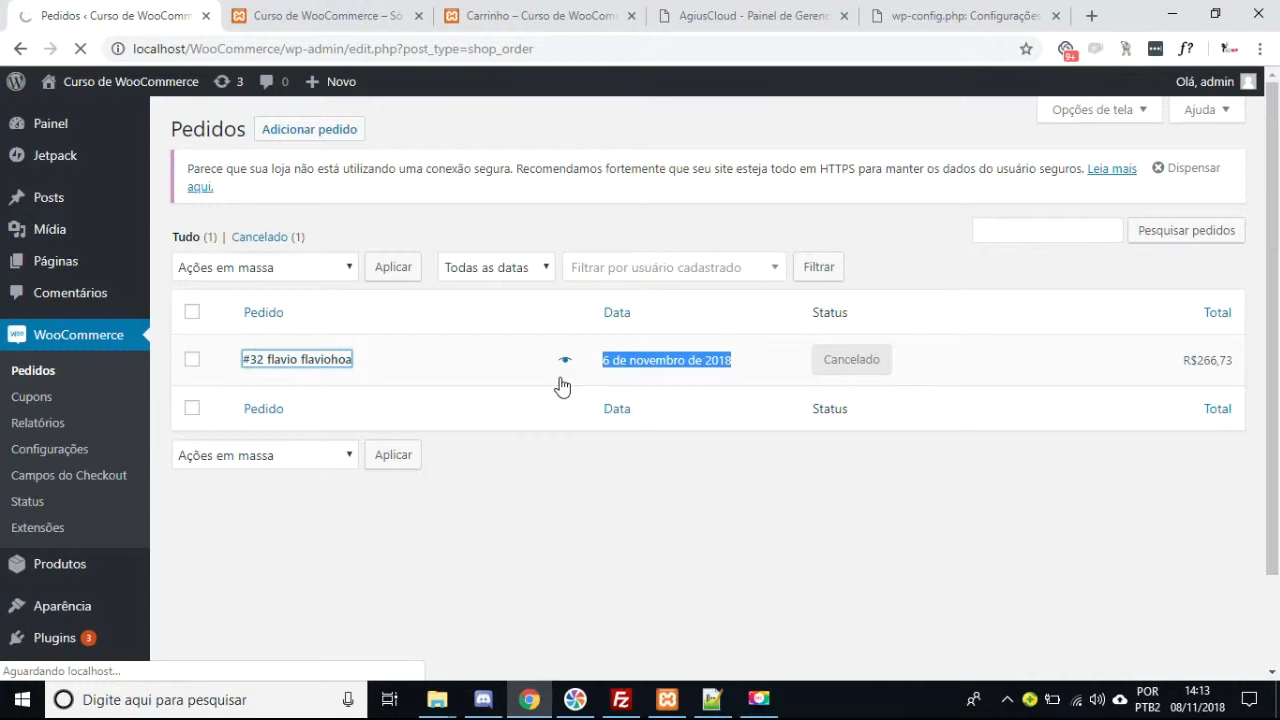 Pedidos ‹ Curso de WooComm
Curso de WooCommerce – Só
Carrinho – Curso de WooCom
AgiusCloud - Painel de Gerenc
wp-config.php: Configurações
localhost/WooCommerce/wp-admin/edit.php?post_type=shop_order
9+
f?
Curso de WooCommerce
3
0
Novo
Olá, admin
Painel
Jetpack
Posts
Mídia
Páginas
Comentários
WooCommerce
Pedidos
Cupons
Relatórios
Configurações
Campos do Checkout
Status
Extensões
Produtos
Aparência
Plugins 3
Opções de tela
Ajuda
Pedidos
Adicionar pedido
Parece que sua loja não está utilizando uma conexão segura. Recomendamos fortemente que seu site esteja todo em HTTPS para manter os dados do usuário seguros. Leia mais
aqui.
Dispensar
Tudo (1) | Cancelado (1)
Pesquisar pedidos
Ações em massa
Aplicar
Todas as datas
Filtrar por usuário cadastrado
Filtrar
Pedido Data Status Total
#32 flavio flaviohoa 6 de novembro de 2018 Cancelado R$266,73
Pedido Data Status Total
Ações em massa
Aplicar
Aguardando localhost...
Digite aqui para pesquisar
POR
PTB2
14:13
08/11/2018